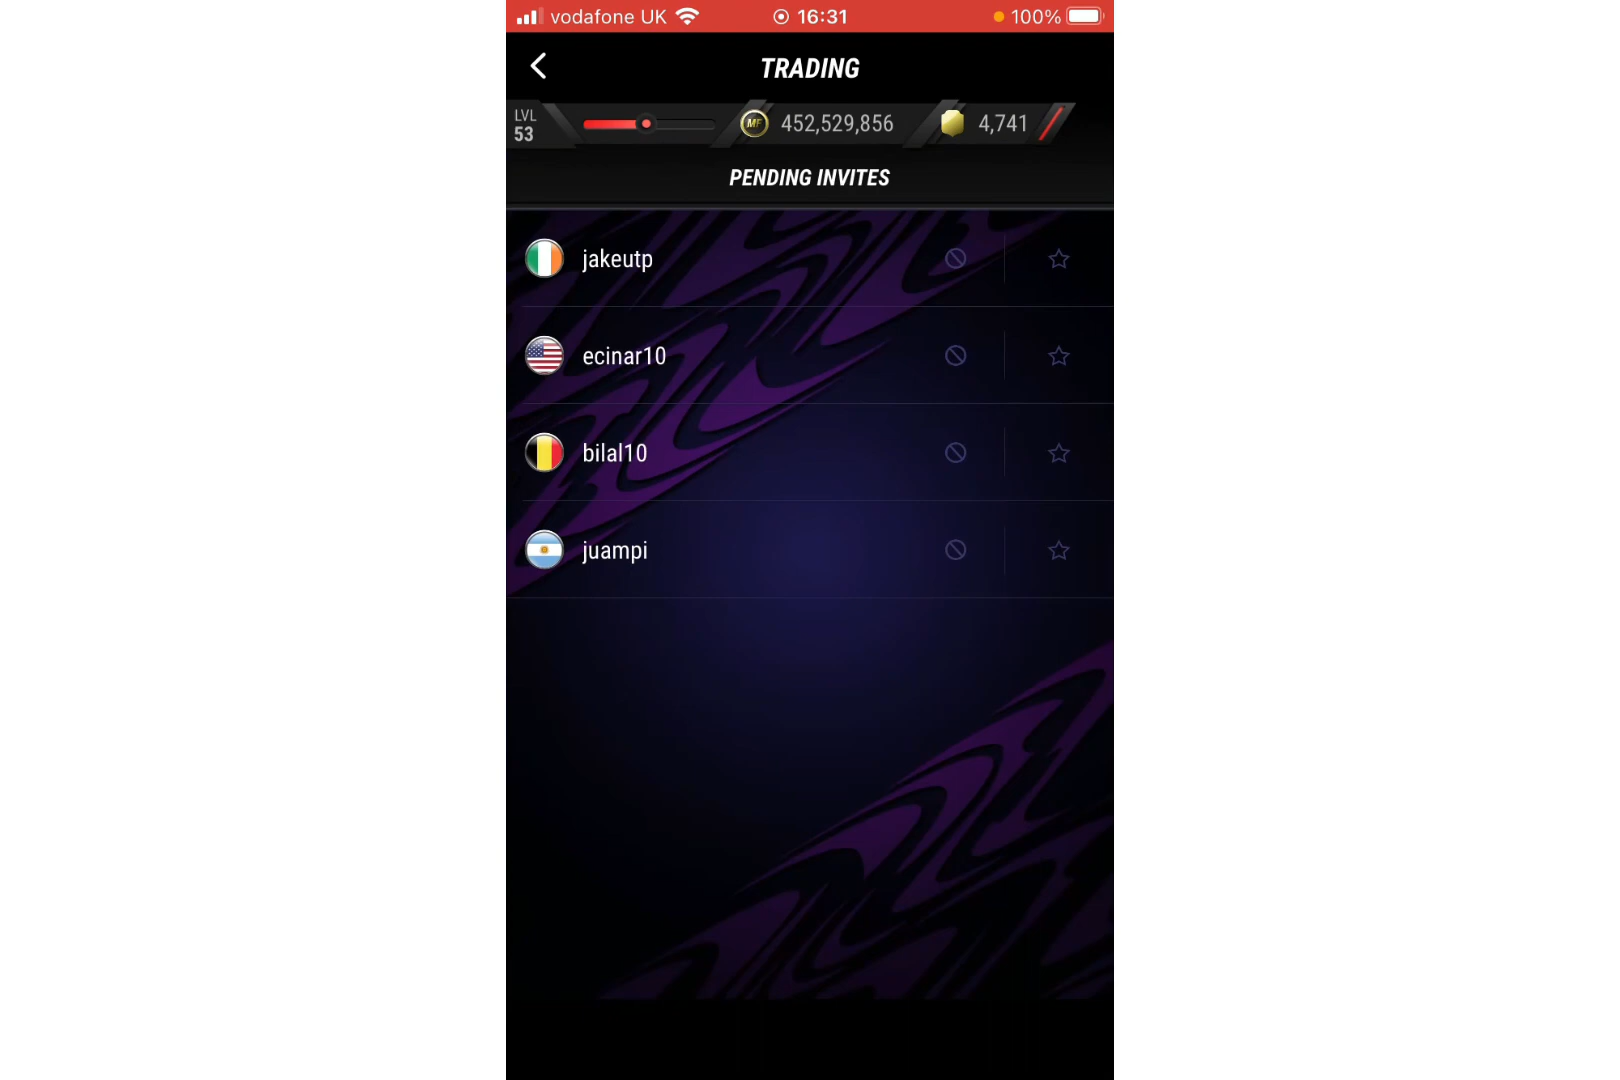 vodafone UK 16:31 100%
TRADING
LVL
53
MF 452,529,856 4,741
PENDING INVITES
jakeutp
ecinar10
bilal10
juampi